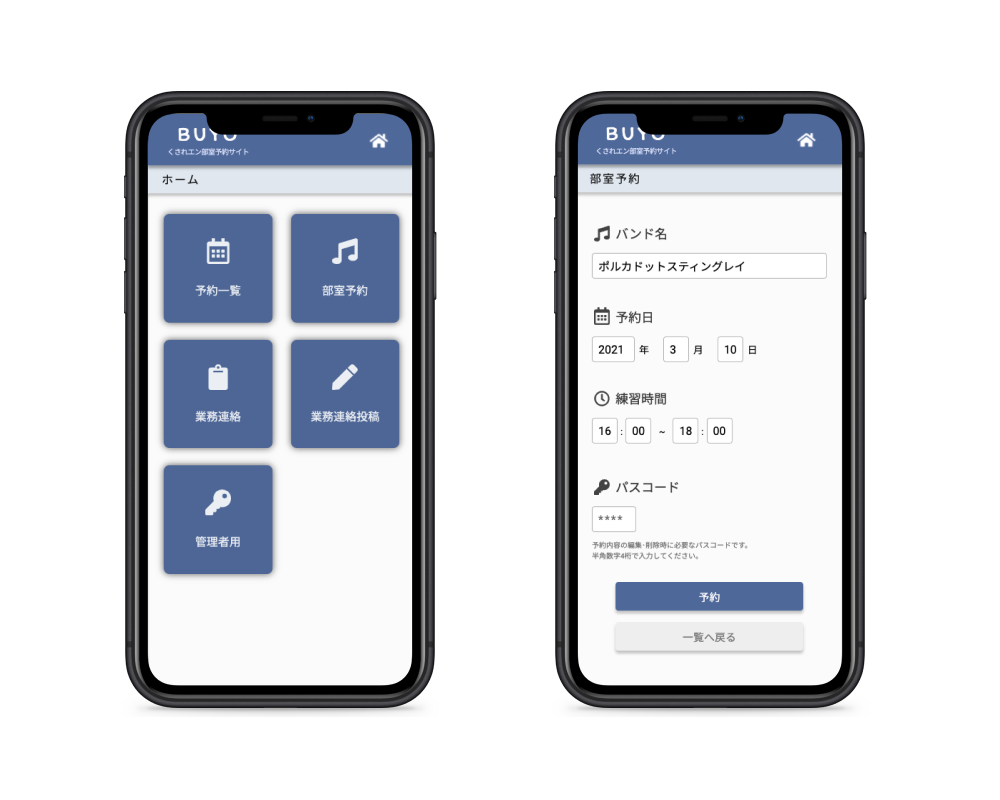 BUYO
くされエン部室予約サイト
ホーム
予約一覧
部室予約
業務連絡
業務連絡投稿
管理者用
BUYO
くされエン部室予約サイト
部室予約
バンド名
ポルカドットスティングレイ
予約日
2021 年 3 月 10 日
練習時間
16 : 00 ~ 18 : 00
パスコード
****
予約内容の編集・削除時に必要なパスコードです。
半角数字4桁で入力してください。
予約
一覧へ戻る